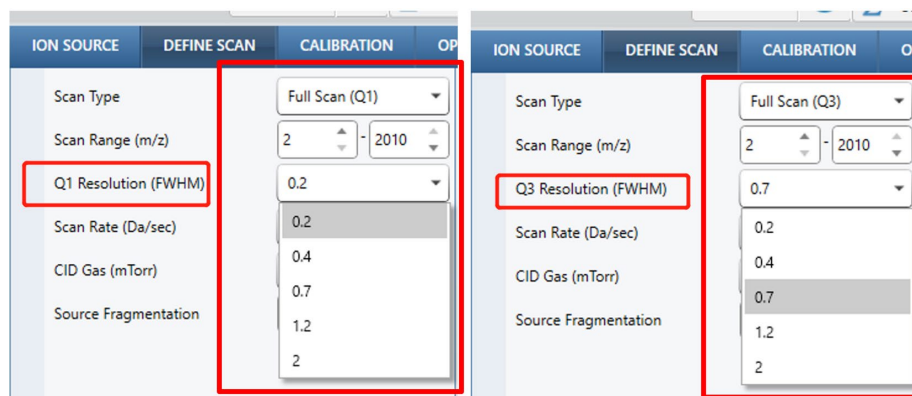 ION SOURCE DEFINE SCAN CALIBRATION OP
Scan Type Full Scan (Q1)
Scan Range (m/z) 2 - 2010
Q1 Resolution (FWHM) 0.2
0.2
Scan Rate (Da/sec)
0.4
CID Gas (mTorr)
0.7
Source Fragmentation
1.2
2
ION SOURCE DEFINE SCAN CALIBRATION O
Scan Type Full Scan (Q3)
Scan Range (m/z) 2 - 2010
Q3 Resolution (FWHM) 0.7
0.2
Scan Rate (Da/sec)
0.4
CID Gas (mTorr)
0.7
Source Fragmentation
1.2
2